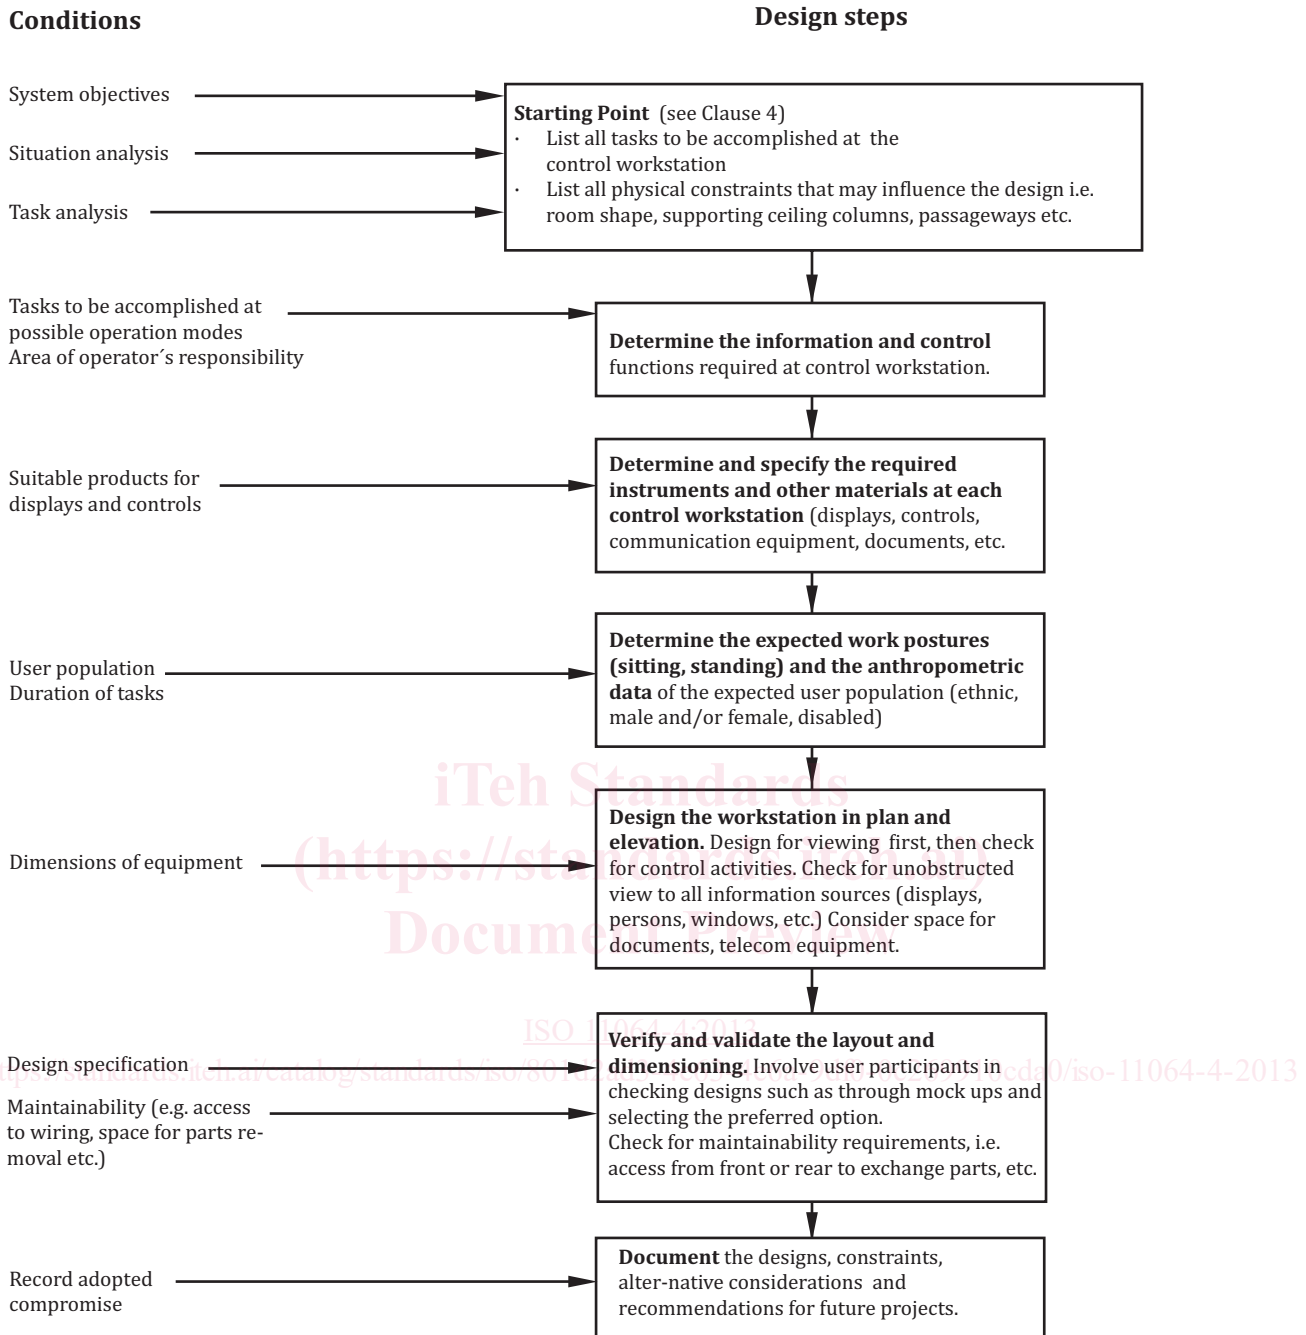 Conditions
Design steps
System objectives
Situation analysis
Task analysis
Starting Point (see Clause 4)
· List all tasks to be accomplished at the
control workstation
· List all physical constraints that may influence the design i.e.
room shape, supporting ceiling columns, passageways etc.
Tasks to be accomplished at
possible operation modes
Area of operator´s responsibility
Determine the information and control
functions required at control workstation.
Suitable products for
displays and controls
Determine and specify the required
instruments and other materials at each
control workstation (displays, controls,
communication equipment, documents, etc.
User population
Duration of tasks
Determine the expected work postures
(sitting, standing) and the anthropometric
data of the expected user population (ethnic,
male and/or female, disabled)
iTeh Standards
(https://standards.iteh.ai)
Document Preview
Dimensions of equipment
Design the workstation in plan and
elevation. Design for viewing first, then check
for control activities. Check for unobstructed
view to all information sources (displays,
persons, windows, etc.) Consider space for
documents, telecom equipment.
ISO 11064-4:2013
Design specification
Maintainability (e.g. access
to wiring, space for parts re-
moval etc.)
Verify and validate the layout and
dimensioning. Involve user participants in
checking designs such as through mock ups and
selecting the preferred option.
Check for maintainability requirements, i.e.
access from front or rear to exchange parts, etc.
Record adopted
compromise
Document the designs, constraints,
alter-native considerations and
recommendations for future projects.